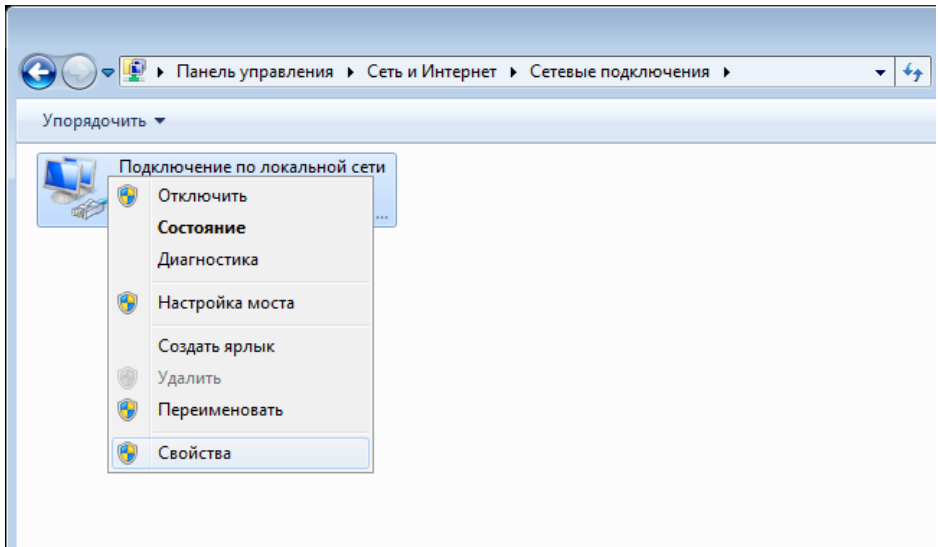 Панель управления ▸ Сеть и Интернет ▸ Сетевые подключения ▸
Упорядочить
Подключение по локальной сети
Отключить
...
Состояние
Диагностика
Настройка моста
Создать ярлык
Удалить
Переименовать
Свойства